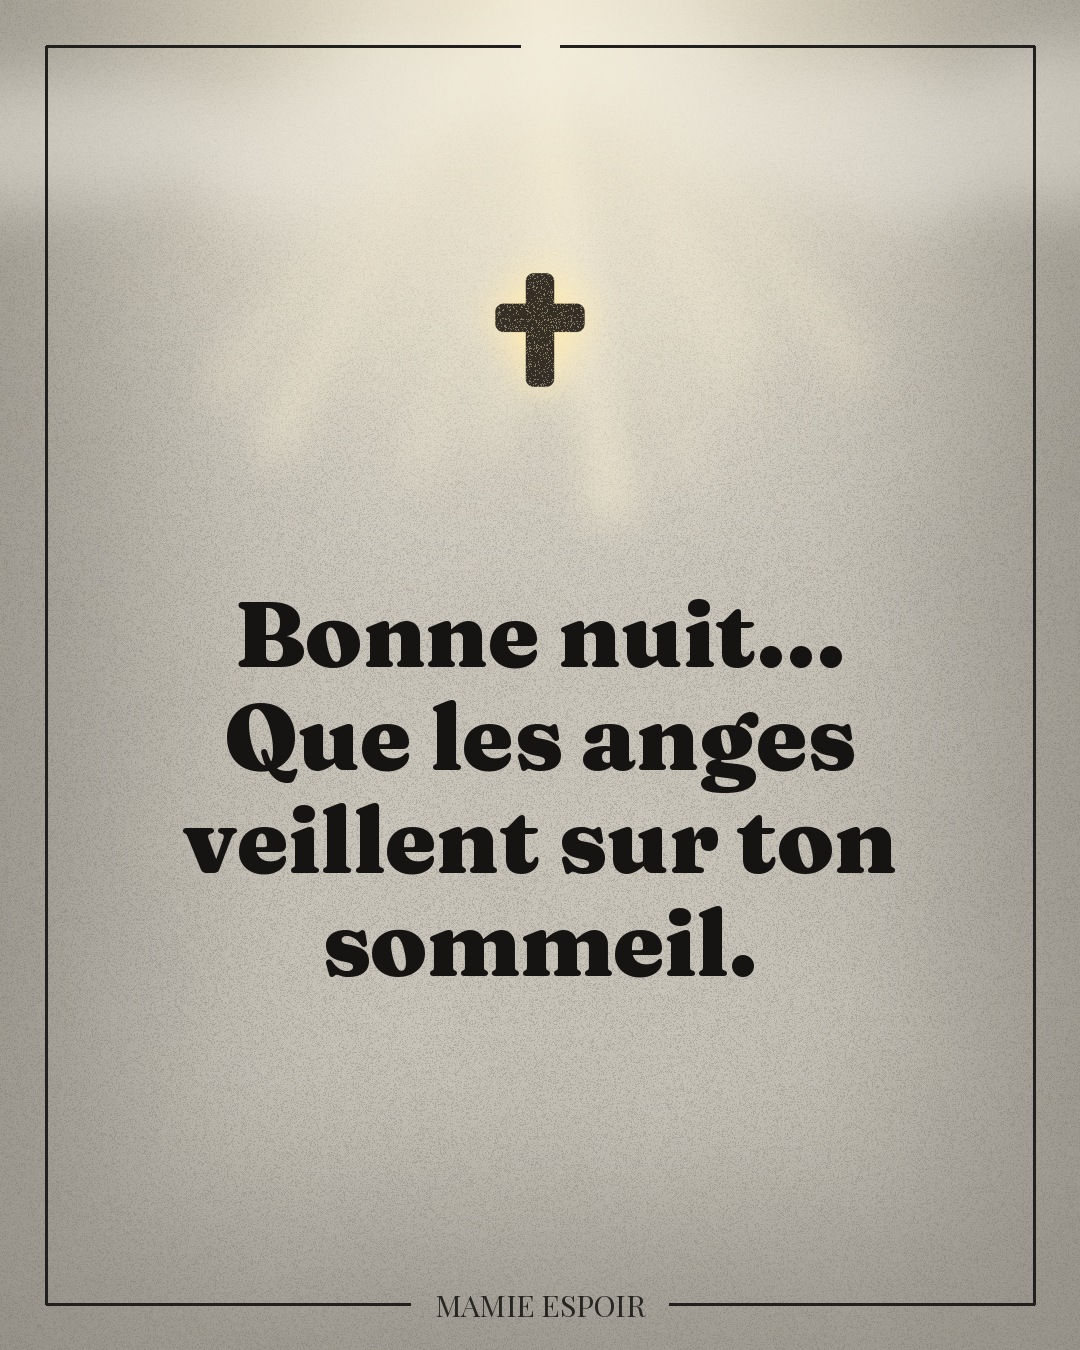 Bonne nuit...
Que les anges
veillent sur ton
sommeil.
MAMIE ESPOIR